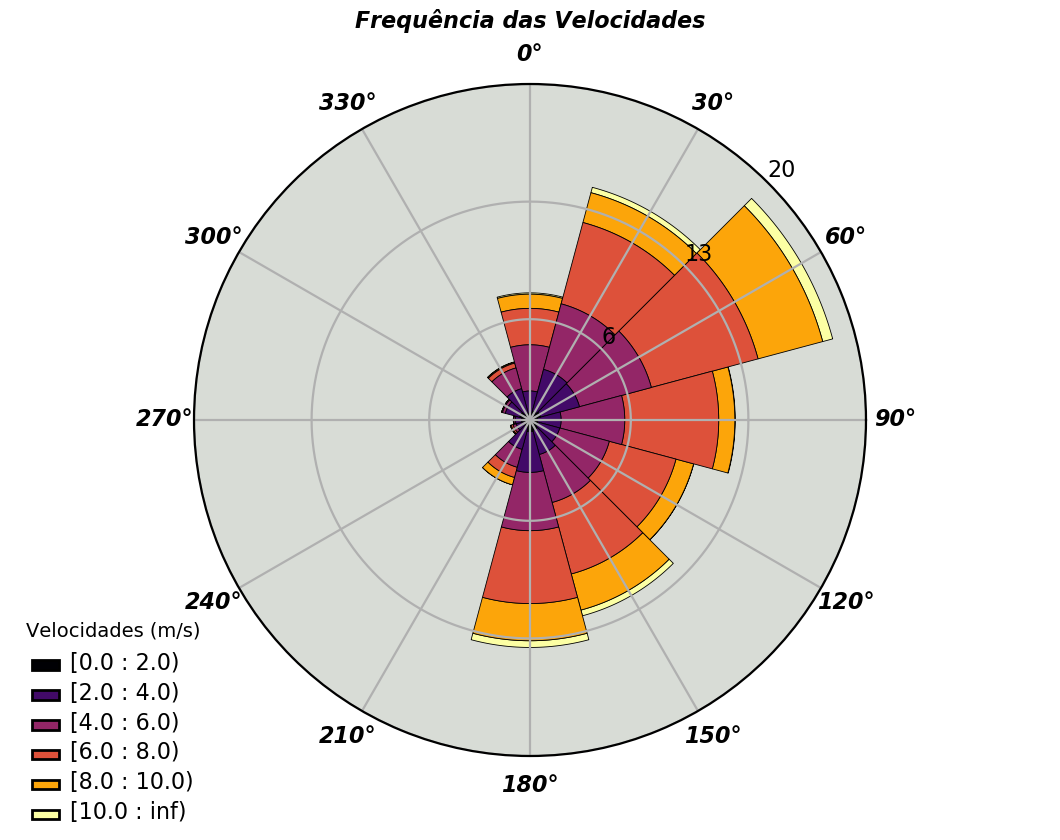 Frequência das Velocidades
0°
330°
30°
20
300°
60°
13
6
270°
90°
240°
120°
210°
150°
180°
Velocidades (m/s)
[0.0 : 2.0)
[2.0 : 4.0)
[4.0 : 6.0)
[6.0 : 8.0)
[8.0 : 10.0)
[10.0 : inf)